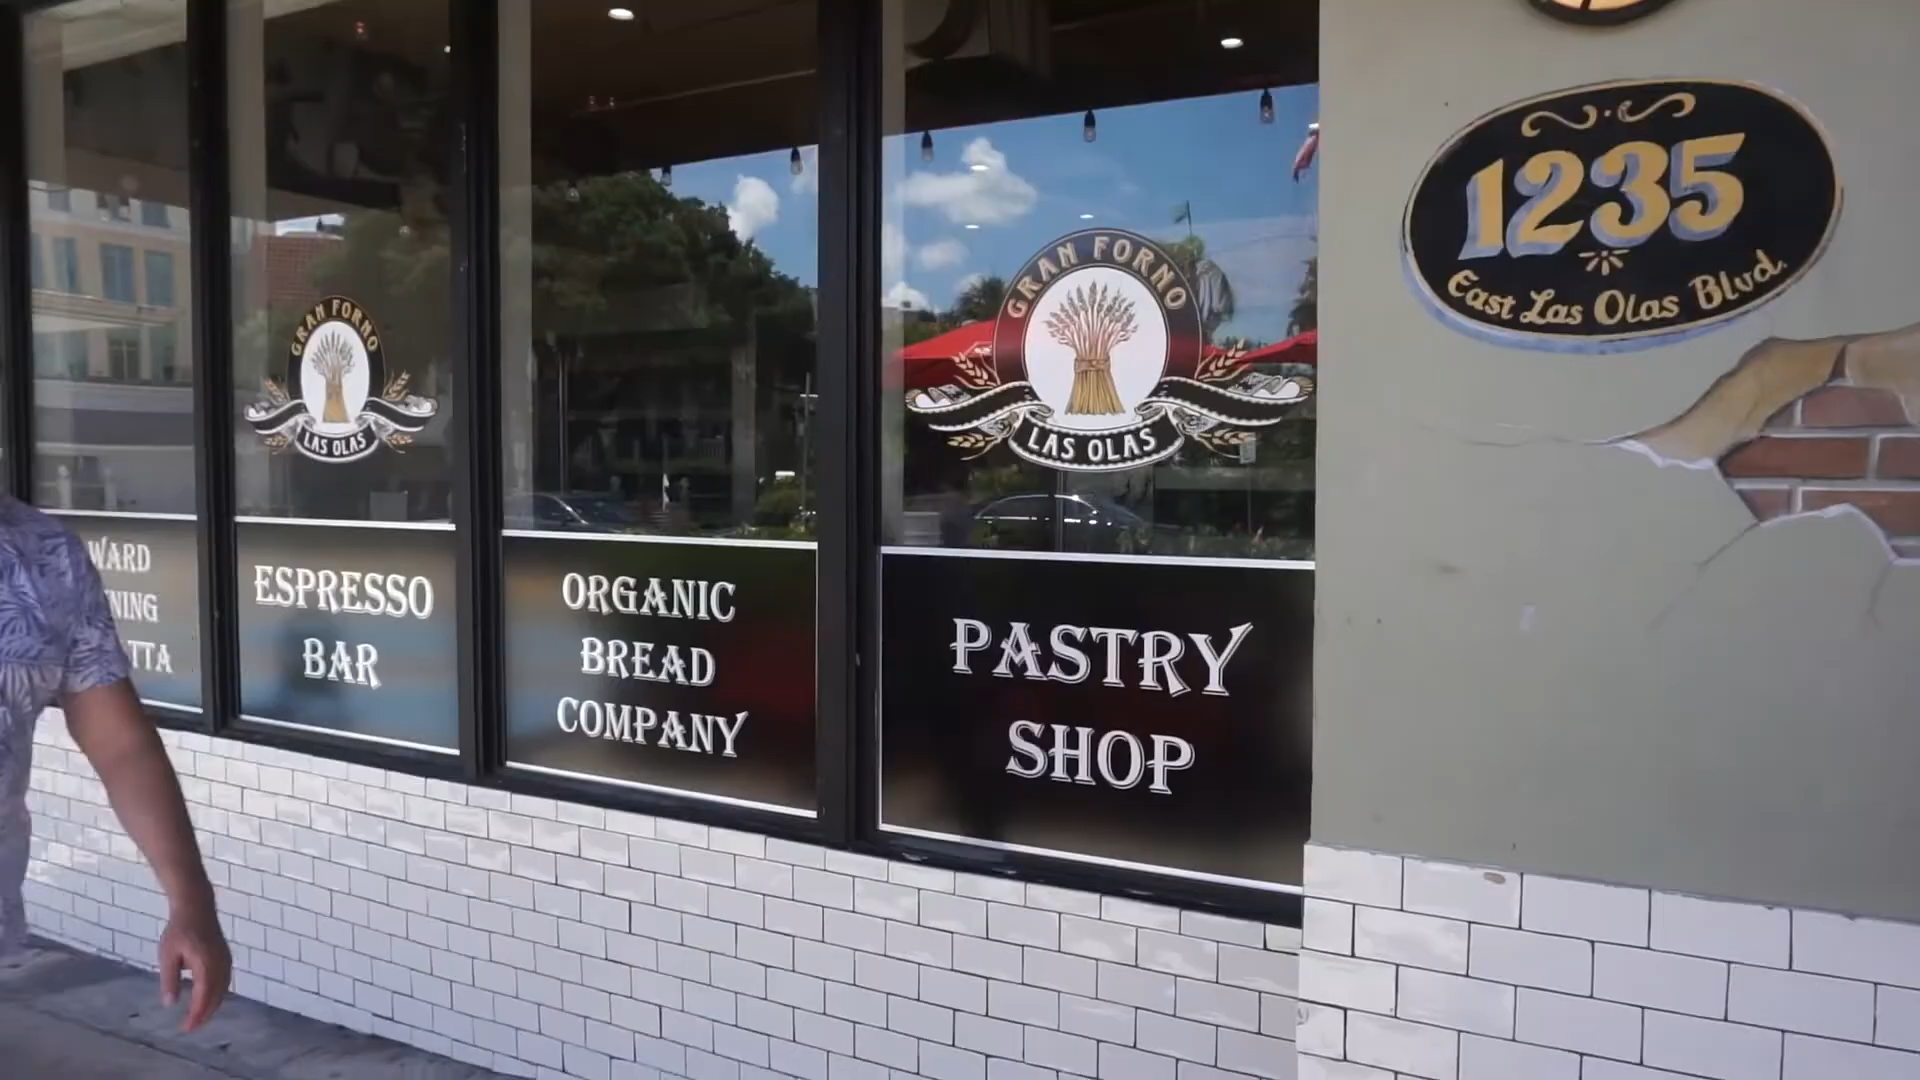 1235
East Las Olas Blvd.
GRAN FORNO
LAS OLAS
GRAN FORNO
LAS OLAS
ESPRESSO
BAR
ORGANIC
BREAD
COMPANY
PASTRY
SHOP